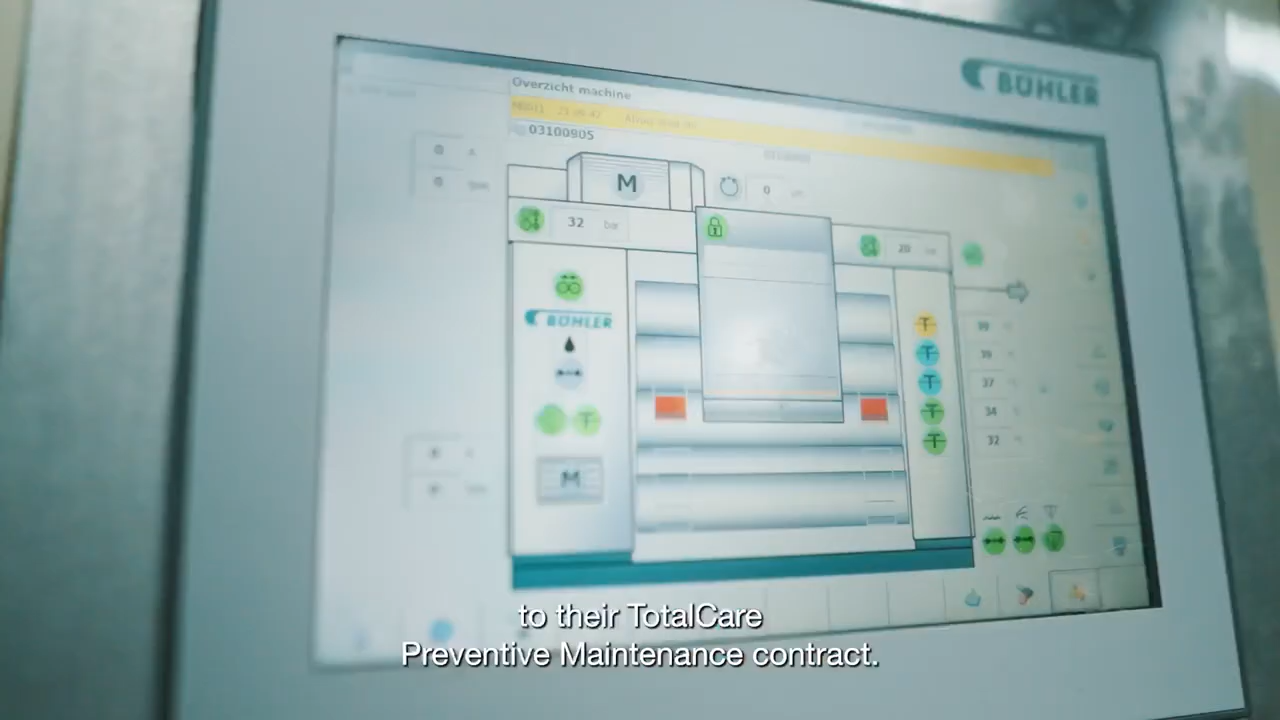 BÜHLER
Overzicht machine
03100905
M
0
32 bar
20
BÜHLER
39
37
34
32
M
to their TotalCare
Preventive Maintenance contract.